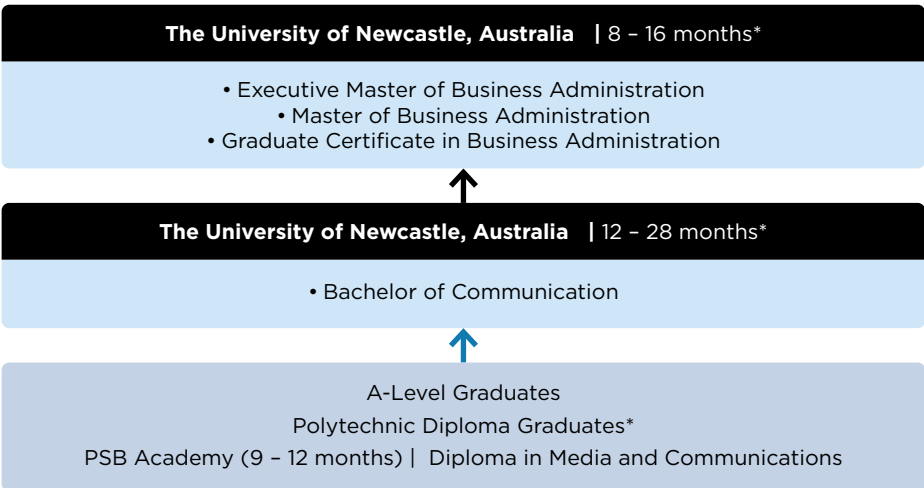 The University of Newcastle, Australia | 8 – 16 months*
• Executive Master of Business Administration
• Master of Business Administration
• Graduate Certificate in Business Administration
The University of Newcastle, Australia | 12 – 28 months*
• Bachelor of Communication
A-Level Graduates
Polytechnic Diploma Graduates*
PSB Academy (9 – 12 months) | Diploma in Media and Communications